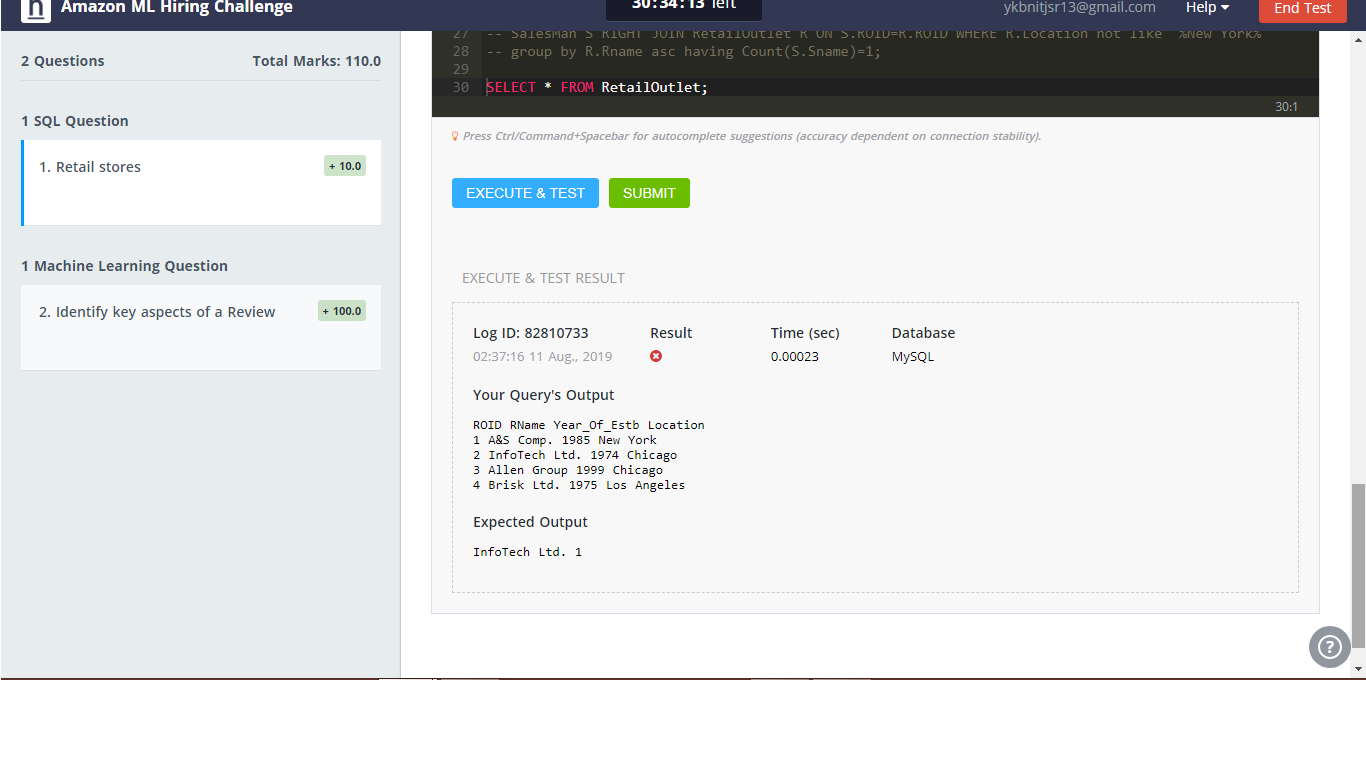 n Amazon ML Hiring Challenge
30:34:13 left
ykbnitjsr13@gmail.com
Help
End Test
2 Questions
Total Marks: 110.0
1 SQL Question
1. Retail stores
+ 10.0
1 Machine Learning Question
2. Identify key aspects of a Review
+ 100.0
27 -- SalesMan S RIGHT JOIN RetailOutlet R ON S.ROID=R.ROID WHERE R.Location not like "%New York%"
28 -- group by R.Rname asc having Count(S.Sname)=1;
29
30 SELECT * FROM RetailOutlet;
30:1
Press Ctrl/Command+Spacebar for autocomplete suggestions (accuracy dependent on connection stability).
EXECUTE & TEST
SUBMIT
EXECUTE & TEST RESULT
Log ID: 82810733 Result Time (sec) Database
02:37:16 11 Aug., 2019 0.00023 MySQL
Your Query's Output
ROID RName Year_Of_Estb Location
1 A&S Comp. 1985 New York
2 InfoTech Ltd. 1974 Chicago
3 Allen Group 1999 Chicago
4 Brisk Ltd. 1975 Los Angeles
Expected Output
InfoTech Ltd. 1
?